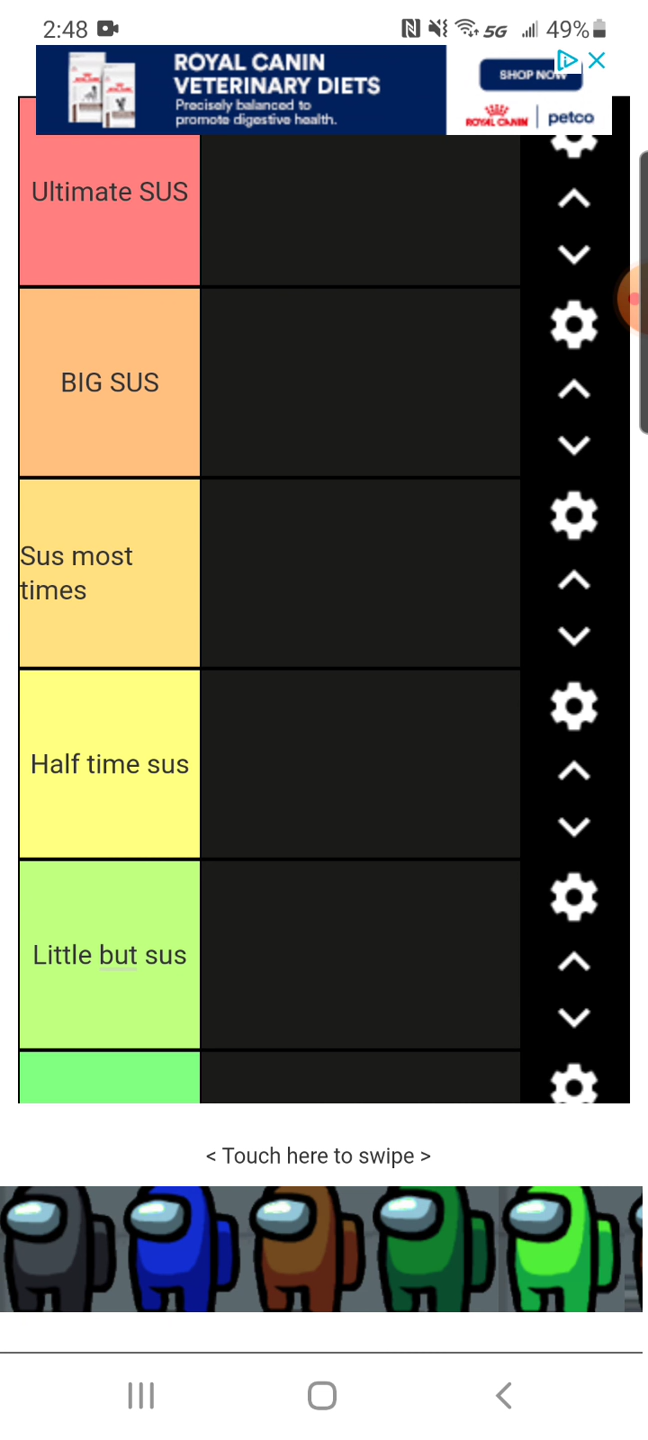 2:48
5G
49%
ROYAL CANIN
VETERINARY DIETS
Precisely balanced to
promote digestive health.
SHOP NOW
ROYAL CANIN
petco
Ultimate SUS
BIG SUS
Sus most
times
Half time sus
Little but sus
< Touch here to swipe >